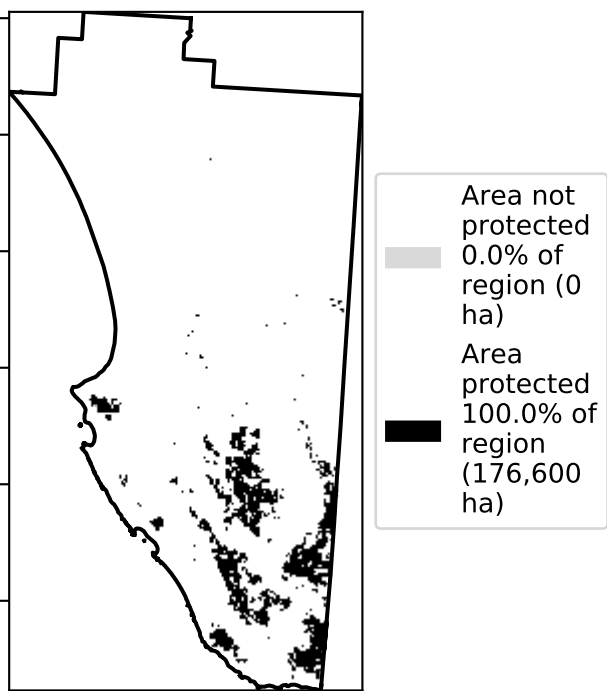 Area not
protected
0.0% of
region (0
ha)
Area
protected
100.0% of
region
(176,600
ha)